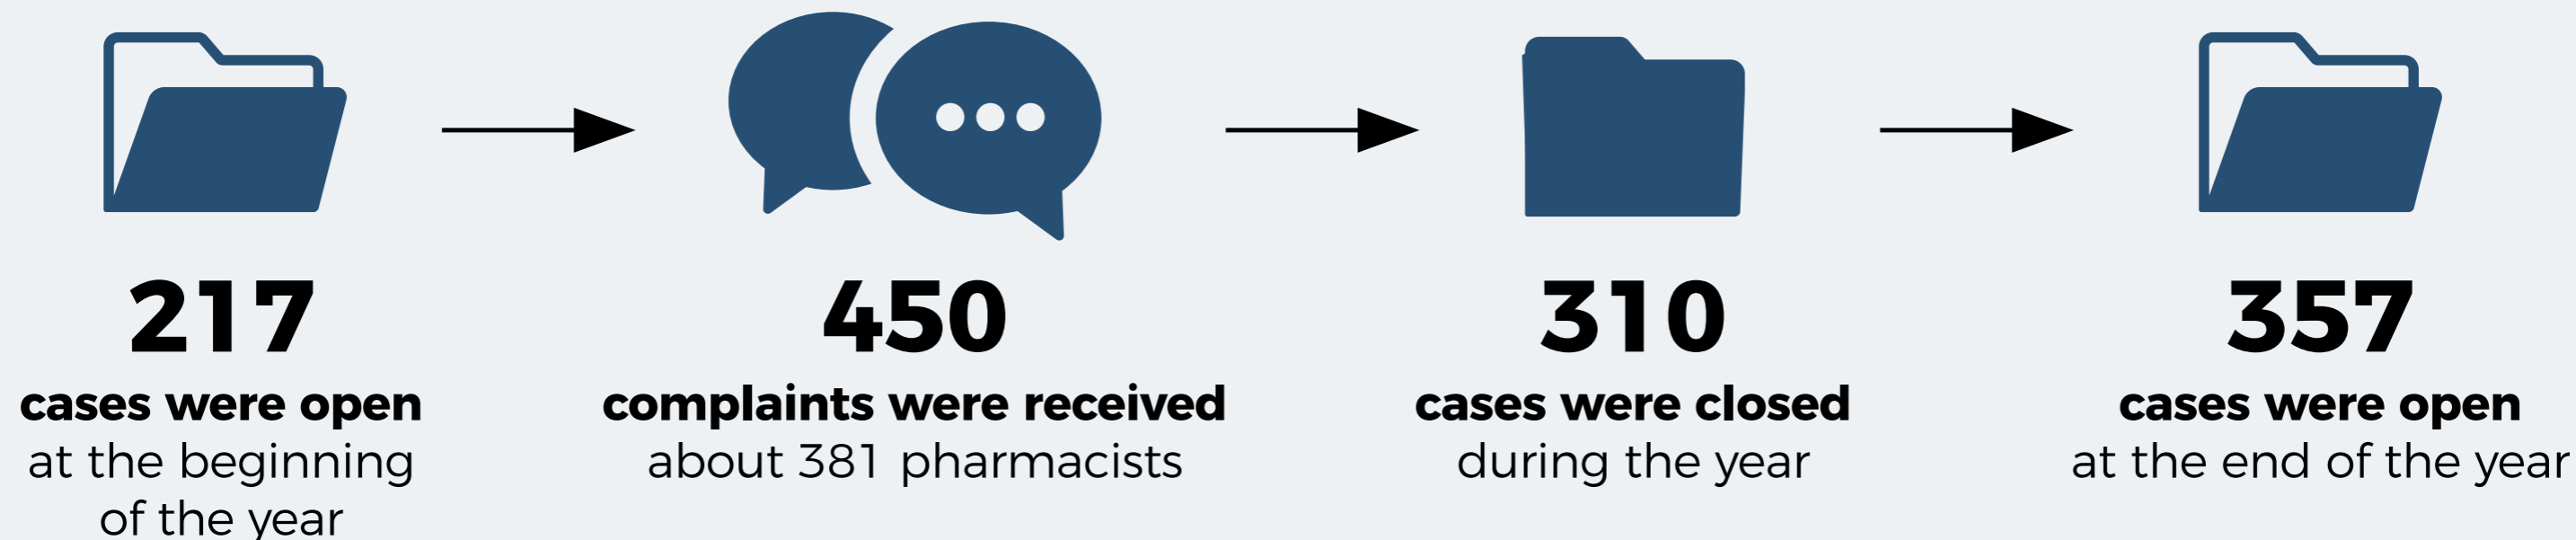 217
cases were open
at the beginning
of the year
450
complaints were received
about 381 pharmacists
310
cases were closed
during the year
357
cases were open
at the end of the year